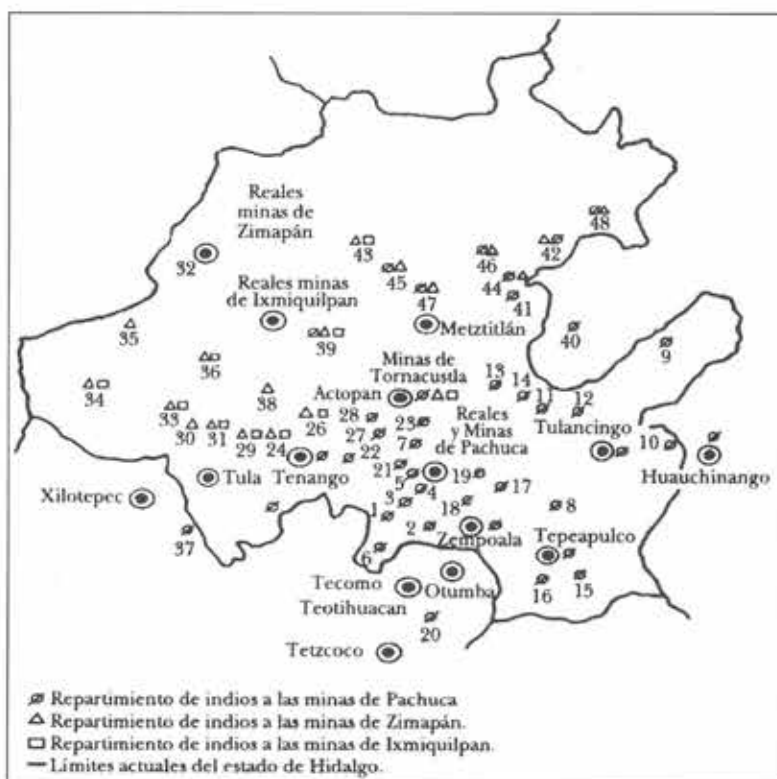 Reales
minas de
Zimapán
32
48
43
42
46
45
44
41
Reales minas
de Ixmiquilpan
47
Metztitlán
40
9
35
39
36
Minas de
Tornacustla
13
14
11
12
34
38
Actopan
33
30
31
29
24
26
28
27
23
7
Reales
y Minas
de Pachuca
Tulancingo
10
Huauchinango
Tenango
22
21
5
19
17
Xilotepec
Tula
3
4
18
8
37
1
2
Zempoala
Tepeapulco
6
Tecomo
Teotihuacan
Otumba
16
15
20
Tetzcoco
Repartimiento de indios a las minas de Pachuca
Repartimiento de indios a las minas de Zimapán.
Repartimiento de indios a las minas de Ixmiquilpan.
Límites actuales del estado de Hidalgo.